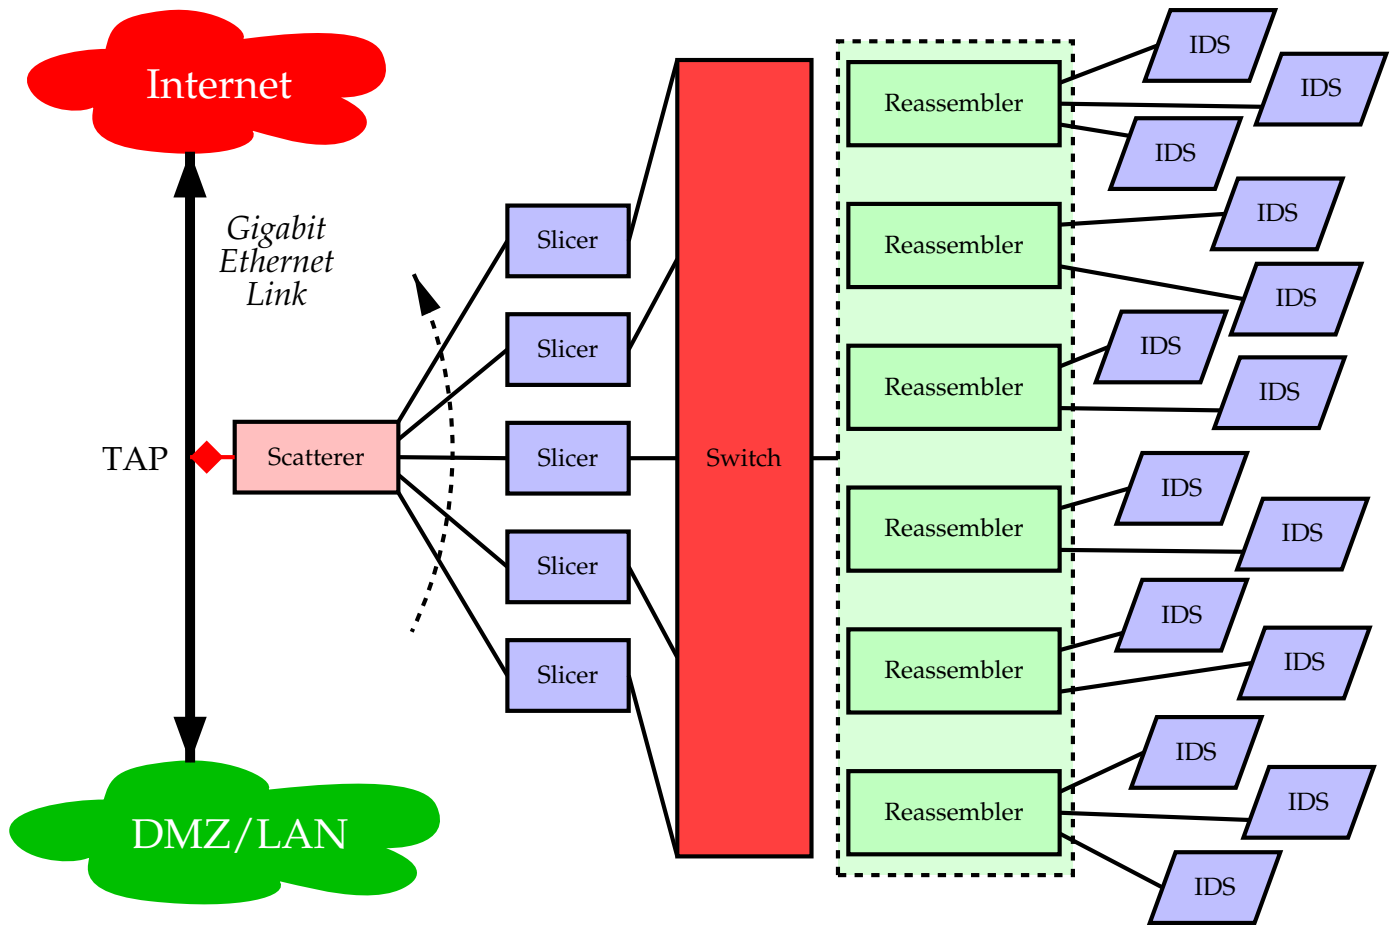 Internet
Gigabit
Ethernet
Link
TAP
DMZ/LAN
Scatterer
Slicer
Slicer
Slicer
Slicer
Slicer
Switch
Reassembler
Reassembler
Reassembler
Reassembler
Reassembler
Reassembler
IDS
IDS
IDS
IDS
IDS
IDS
IDS
IDS
IDS
IDS
IDS
IDS
IDS
IDS